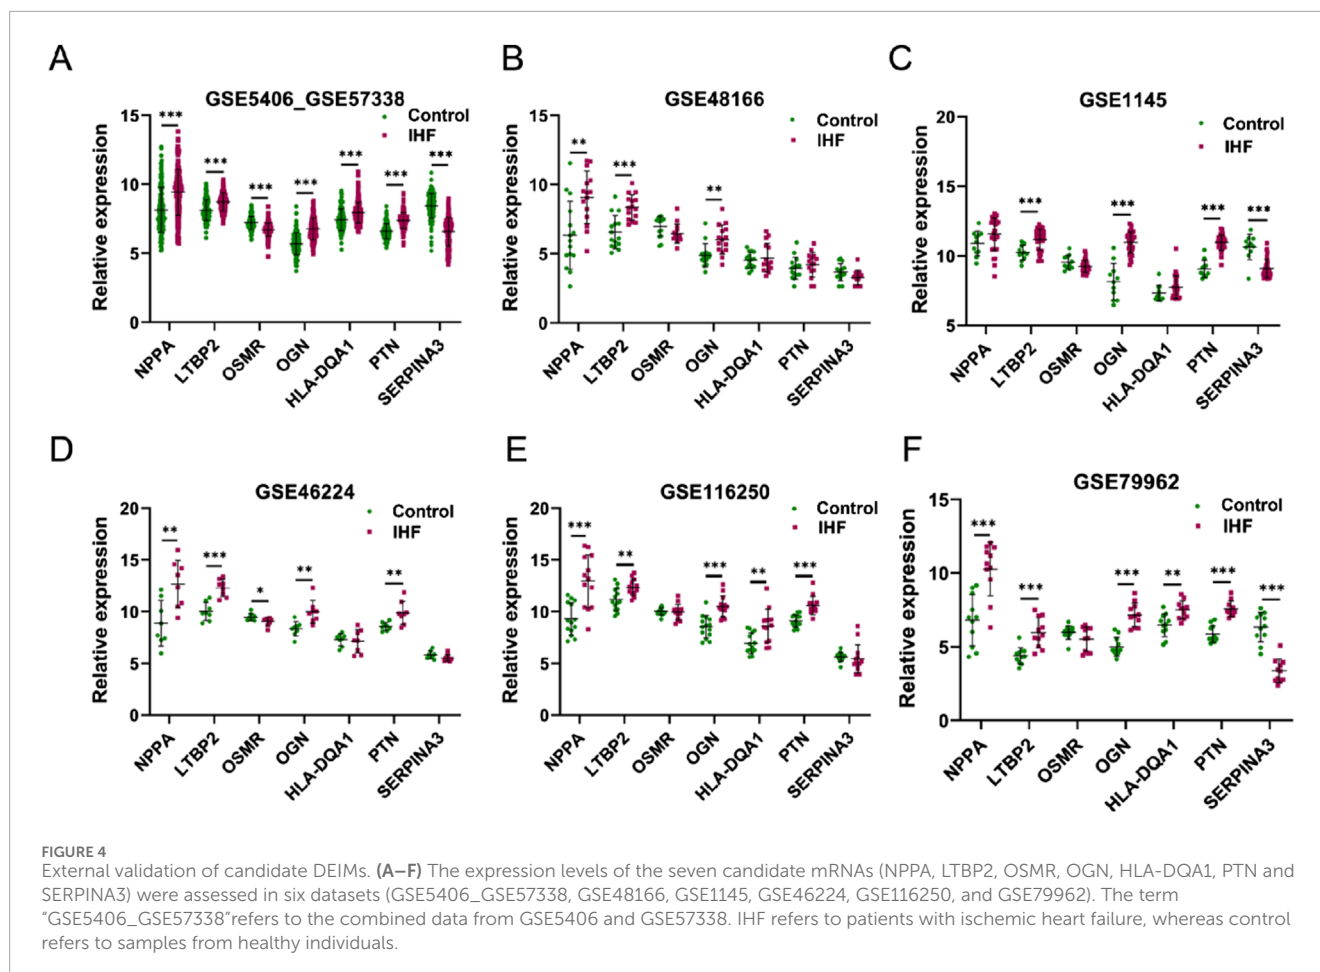 A
GSE5406_GSE57338
Control
IHF
Relative expression
15
10
5
0
***
***
***
***
***
***
***
NPPA
LTBP2
OSMR
OGN
HLA-DQA1
PTN
SERPINA3
B
GSE48166
Control
IHF
Relative expression
15
10
5
0
**
***
**
NPPA
LTBP2
OSMR
OGN
HLA-DQA1
PTN
SERPINA3
C
GSE1145
Control
IHF
Relative expression
20
15
10
5
***
***
***
***
NPPA
LTBP2
OSMR
OGN
HLA-DQA1
PTN
SERPINA3
D
GSE46224
Control
IHF
Relative expression
20
15
10
5
0
**
***
*
**
**
NPPA
LTBP2
OSMR
OGN
HLA-DQA1
PTN
SERPINA3
E
GSE116250
Control
IHF
Relative expression
20
15
10
5
0
***
**
***
**
***
NPPA
LTBP2
OSMR
OGN
HLA-DQA1
PTN
SERPINA3
F
GSE79962
Control
IHF
Relative expression
15
10
5
0
***
***
***
**
***
***
NPPA
LTBP2
OSMR
OGN
HLA-DQA1
PTN
SERPINA3
FIGURE 4
External validation of candidate DEIMs. (A–F) The expression levels of the seven candidate mRNAs (NPPA, LTBP2, OSMR, OGN, HLA-DQA1, PTN and
SERPINA3) were assessed in six datasets (GSE5406_GSE57338, GSE48166, GSE1145, GSE46224, GSE116250, and GSE79962). The term
“GSE5406_GSE57338”refers to the combined data from GSE5406 and GSE57338. IHF refers to patients with ischemic heart failure, whereas control
refers to samples from healthy individuals.